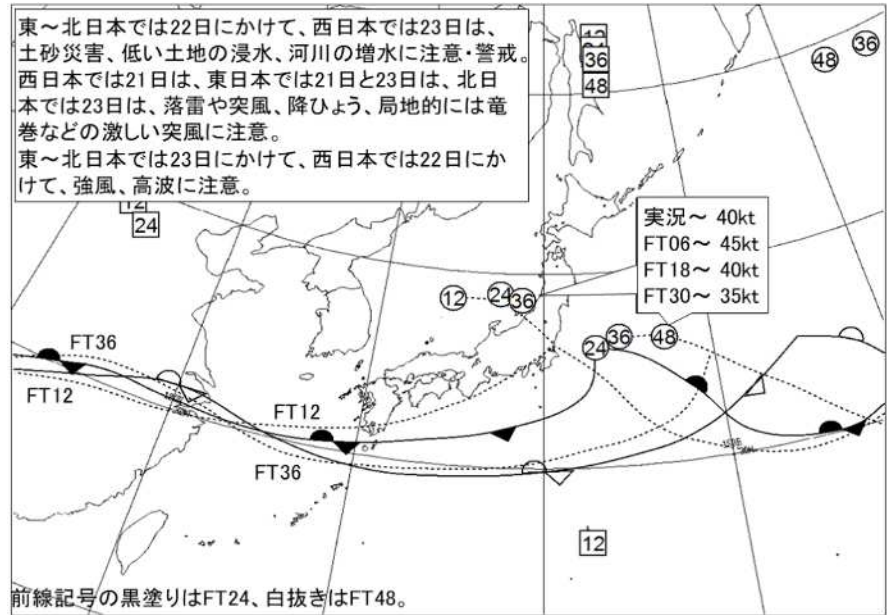 東～北日本では22日にかけて、西日本では23日は、
土砂災害、低い土地の浸水、河川の増水に注意・警戒。
西日本では21日は、東日本では21日と23日は、北日
本では23日は、落雷や突風、降ひょう、局地的には竜
巻などの激しい突風に注意。
東～北日本では23日にかけて、西日本では22日にか
けて、強風、高波に注意。
12
36
48
48
36
12
24
実況～ 40kt
FT06～ 45kt
FT18～ 40kt
FT30～ 35kt
12
24
36
24
36
48
FT36
FT12
FT12
FT36
12
前線記号の黒塗りはFT24、白抜きはFT48。